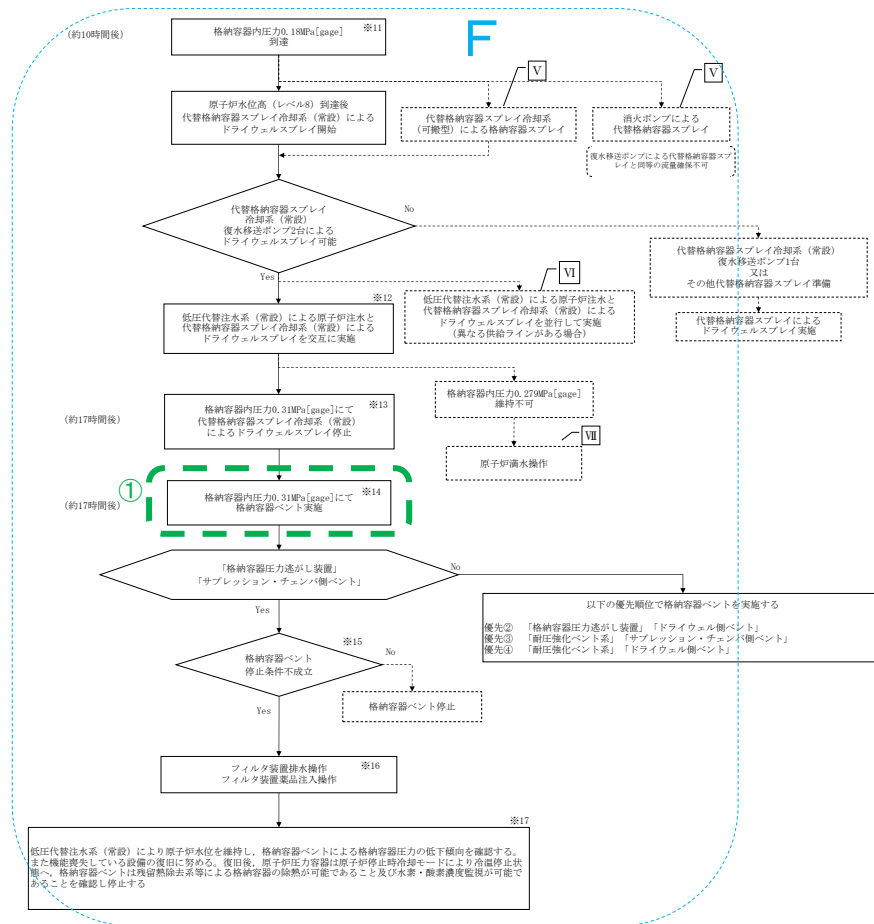 (約10時間後)
格納容器内圧力0.18MPa[gage]
到達
※11
F
Ⅴ
Ⅴ
原子炉水位高（レベル8）到達後
代替格納容器スプレイ冷却系（常設）による
ドライウェルスプレイ開始
代替格納容器スプレイ冷却系
（可搬型）による格納容器スプレイ
消火ポンプによる
代替格納容器スプレイ
復水移送ポンプによる代替格納容器スプ
レイと同等の流量確保不可
代替格納容器スプレイ
冷却系（常設）
復水移送ポンプ2台による
ドライウェルスプレイ可能
No
Yes
代替格納容器スプレイ冷却系（常設）
復水移送ポンプ1台
又は
その他代替格納容器スプレイ準備
代替格納容器スプレイによる
ドライウェルスプレイ実施
Ⅵ
※12
低圧代替注水系（常設）による原子炉注水と
代替格納容器スプレイ冷却系（常設）による
ドライウェルスプレイを交互に実施
低圧代替注水系（常設）による原子炉注水と
代替格納容器スプレイ冷却系（常設）による
ドライウェルスプレイを並行して実施
（異なる供給ラインがある場合）
(約17時間後)
格納容器内圧力0.31MPa[gage]にて
代替格納容器スプレイ冷却系（常設）
によるドライウェルスプレイ停止
※13
格納容器内圧力0.279MPa[gage]
維持不可
Ⅶ
原子炉満水操作
①
(約17時間後)
格納容器内圧力0.31MPa[gage]にて
格納容器ベント実施
※14
「格納容器圧力逃がし装置」
「サプレッション・チェンバ側ベント」
No
Yes
以下の優先順位で格納容器ベントを実施する
優先② 「格納容器圧力逃がし装置」「ドライウェル側ベント」
優先③ 「耐圧強化ベント系」「サプレッション・チェンバ側ベント」
優先④ 「耐圧強化ベント系」「ドライウェル側ベント」
※15
格納容器ベント
停止条件不成立
No
Yes
格納容器ベント停止
フィルタ装置排水操作
フィルタ装置薬品注入操作
※16
※17
低圧代替注水系（常設）により原子炉水位を維持し，格納容器ベントによる格納容器圧力の低下傾向を確認する。
また機能喪失している設備の復旧に努める。復旧後，原子炉圧力容器は原子炉停止時冷却モードにより冷温停止状
態へ，格納容器ベントは残留熱除去系等による格納容器の除熱が可能であること及び水素・酸素濃度監視が可能で
あることを確認し停止する